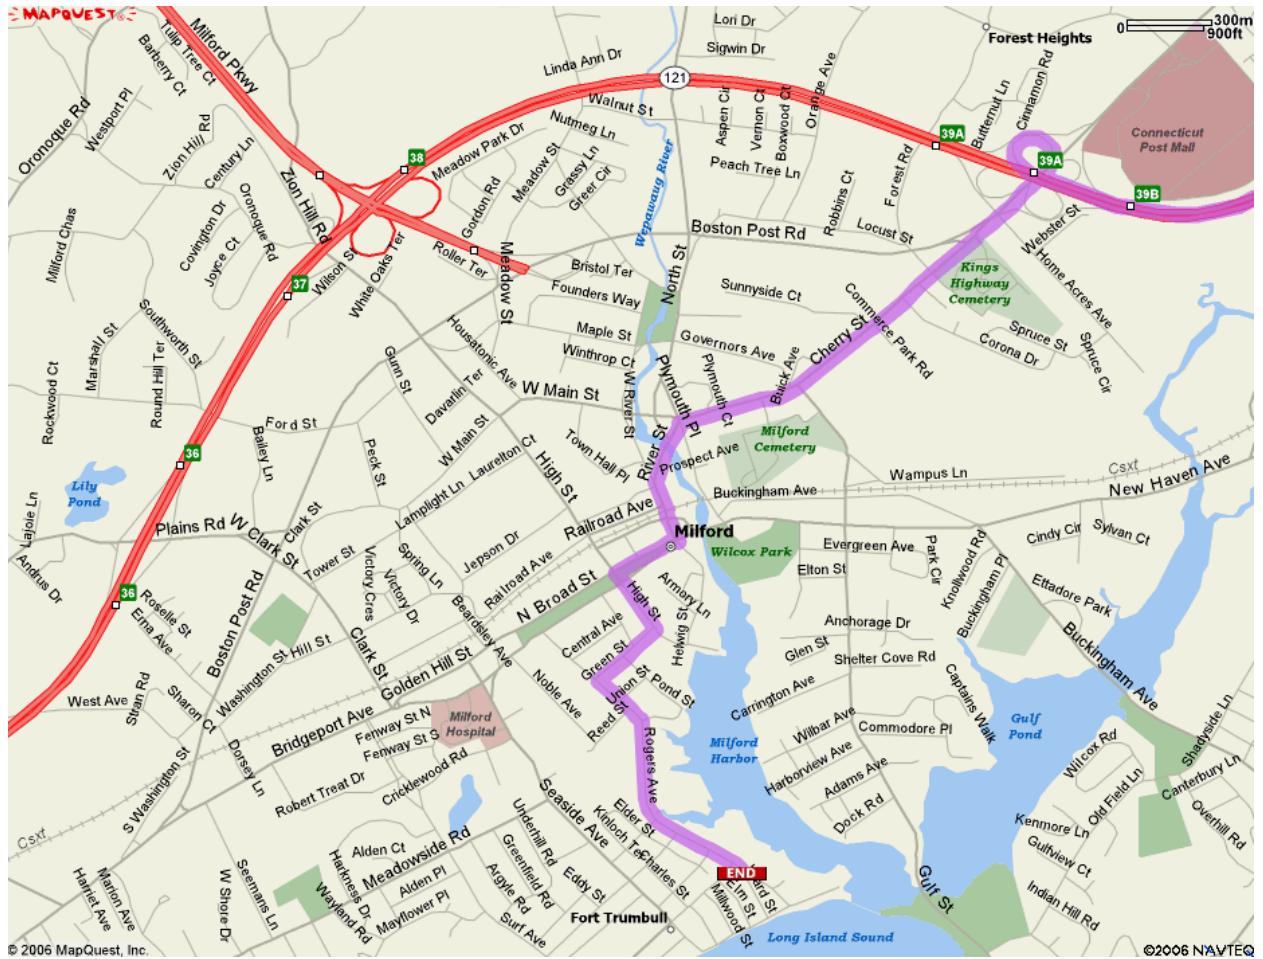 MAPQUEST
Milford Pkwy
Tulip Tree Ct
Barberry Ct
Westport Pl
Oronoque Rd
Zion Hill Rd
Century Ln
Zion Hill Rd
Oronoque Rd
Covington Dr
Joyce Ct
Milford Chas
Lori Dr
Sigwin Dr
Linda Ann Dr
121
Walnut St
Nutmeg Ln
Meadow Park Dr
Meadow St
Grassy Ln
Greer Cir
Gordon Rd
Wepawaug River
Aspen Cir
Vernon Ct
Boxwood Ct
Orange Ave
Peach Tree Ln
Forest Heights
0
300m
900ft
Butternut Ln
Cinnamon Rd
39A
39A
39B
38
37
36
36
Connecticut
Post Mall
Forest Rd
Robbins Ct
Locust St
Boston Post Rd
Webster St
Home Acres Ave
Kings
Highway
Cemetery
Spruce St
Corona Dr
Spruce Cir
Commerce Park Rd
Cherry St
Sunnyside Ct
Governors Ave
North St
Bristol Ter
Founders Way
Maple St
Winthrop Ct
W River St
Plymouth Pl
Plymouth Ct
Buick Ave
Roller Ter
Meadow St
White Oaks Ter
Wilson St
Southworth St
Marshall St
Round Hill Ter
Rockwood Ct
Housatonic Ave
Gunn St
Davarlin Ter
W Main St
W Main St
Ford St
Bailey Ln
Peck St
Laurelton Ct
Lamplight Ln
Town Hall Pl
High St
River St
Prospect Ave
Milford
Cemetery
Buckingham Ave
Wampus Ln
Csxt
New Haven Ave
Lily
Pond
Lajoie Ln
Plains Rd
W Clark St
Clark St
Andrus Dr
Tower St
Victory Cres
Victory Dr
Spring Ln
Jepson Dr
Railroad Ave
Railroad Ave
Milford
Wilcox Park
Evergreen Ave
Elton St
Park Cir
Knollwood Rd
Buckingham Pl
Cindy Cir
Sylvan Ct
Ettadore Park
Buckingham Ave
Roselle St
Erna Ave
Boston Post Rd
Hill St
Washington St
Clark St
Beardsley Ave
N Broad St
High St
Armory Ln
Helwig St
Central Ave
Green St
Union St
Pond St
Golden Hill St
Noble Ave
Reed St
Rogers Ave
West Ave
Stran Rd
Sharon Ct
Bridgeport Ave
Fenway St N
Fenway St S
Milford
Hospital
Cricklewood Rd
Robert Treat Dr
Dorsey Ln
S Washington St
Csxt
Anchorage Dr
Glen St
Shelter Cove Rd
Carrington Ave
Captains Walk
Wilbar Ave
Commodore Pl
Harborview Ave
Adams Ave
Dock Rd
Milford
Harbor
Gulf
Pond
Wilcox Rd
Shadyside Ln
Canterbury Ln
Old Field Ln
Overhill Rd
Kenmore Ln
Gulfview Ct
Indian Hill Rd
Gulf St
Seaside Ave
Underhill Rd
Greenfield Rd
Argyle Rd
Eddy St
Surf Ave
Elder St
Kinloch Ter
Charles St
END
Elm St
Millwood St
Fort Trumbull
Long Island Sound
Meadowside Rd
Alden Ct
Alden Pl
Mayflower Pl
Harkness Dr
Wayland Rd
Seemans Ln
W Shore Dr
Marion Ave
Harriet Ave
© 2006 MapQuest, Inc.
©2006 NAVTEQ